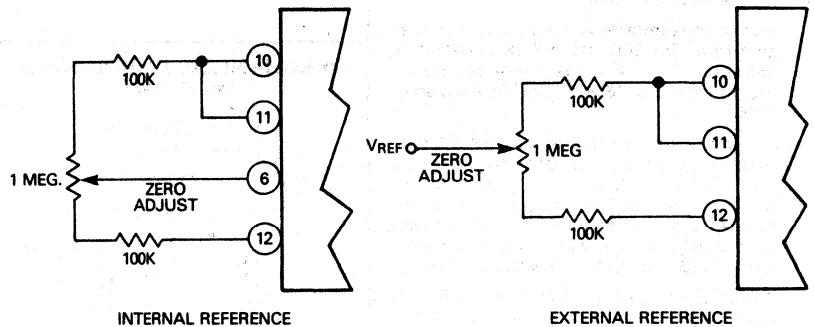 100K
10
11
1 MEG.
ZERO
ADJUST
6
100K
12
INTERNAL REFERENCE
100K
10
11
VREF
ZERO
ADJUST
1 MEG
100K
12
EXTERNAL REFERENCE